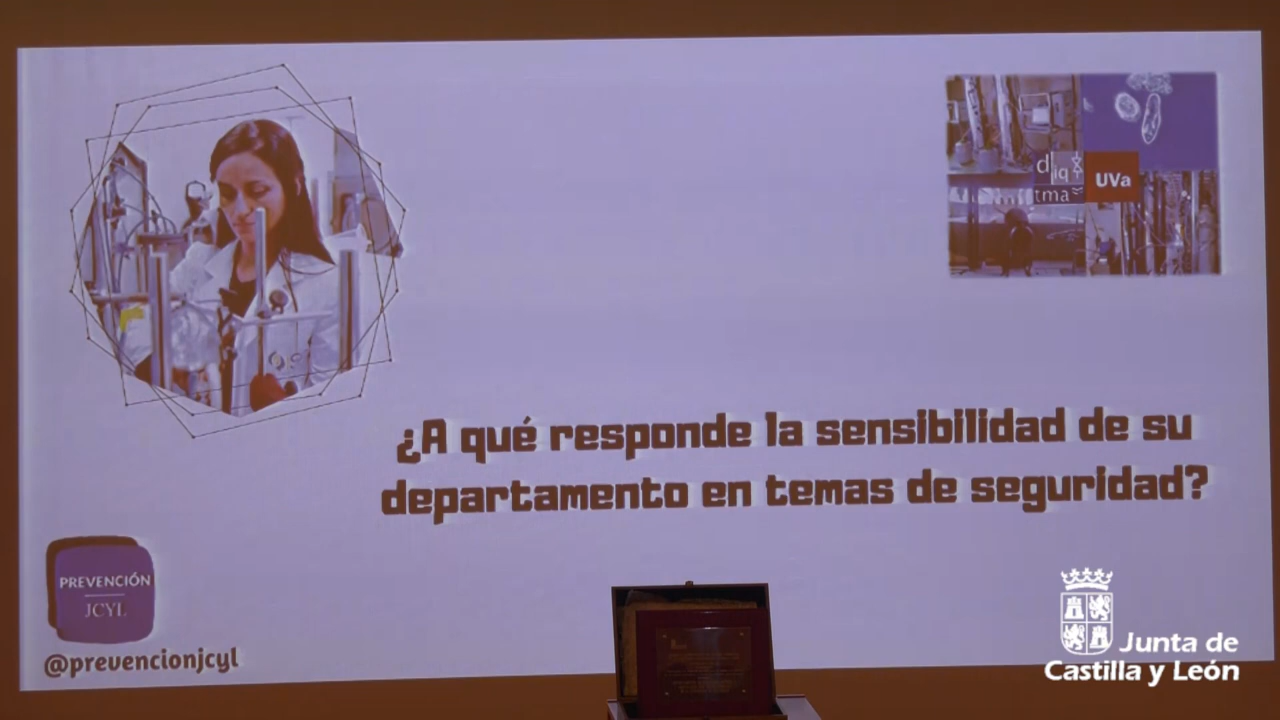 diq
tma
UVa
¿A qué responde la sensibilidad de su
departamento en temas de seguridad?
PREVENCIÓN
JCYL
@prevencionjcyl
Junta de
Castilla y León